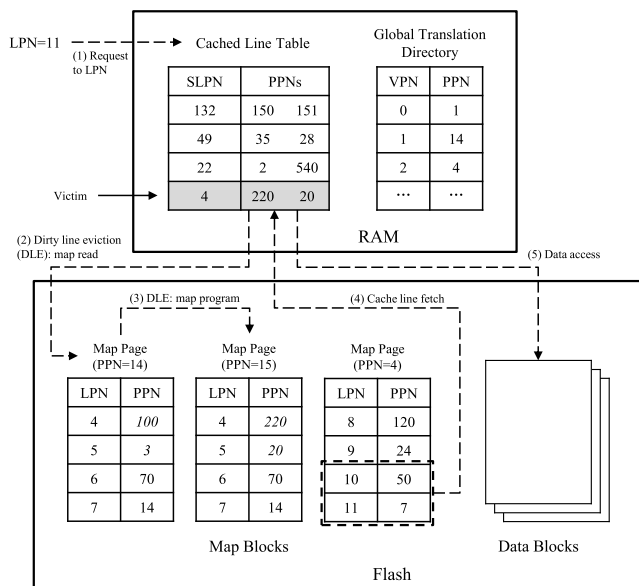 LPN=11
(1) Request
to LPN
Cached Line Table
SLPN PPNs
132 150 151
49 35 28
22 2 540
4 220 20
Victim
Global Translation
Directory
VPN PPN
0 1
1 14
2 4
... ...
RAM
(2) Dirty line eviction
(DLE): map read
(3) DLE: map program
(4) Cache line fetch
(5) Data access
Map Page
(PPN=14)
LPN PPN
4 100
5 3
6 70
7 14
Map Page
(PPN=15)
LPN PPN
4 220
5 20
6 70
7 14
Map Page
(PPN=4)
LPN PPN
8 120
9 24
10 50
11 7
Map Blocks
Data Blocks
Flash